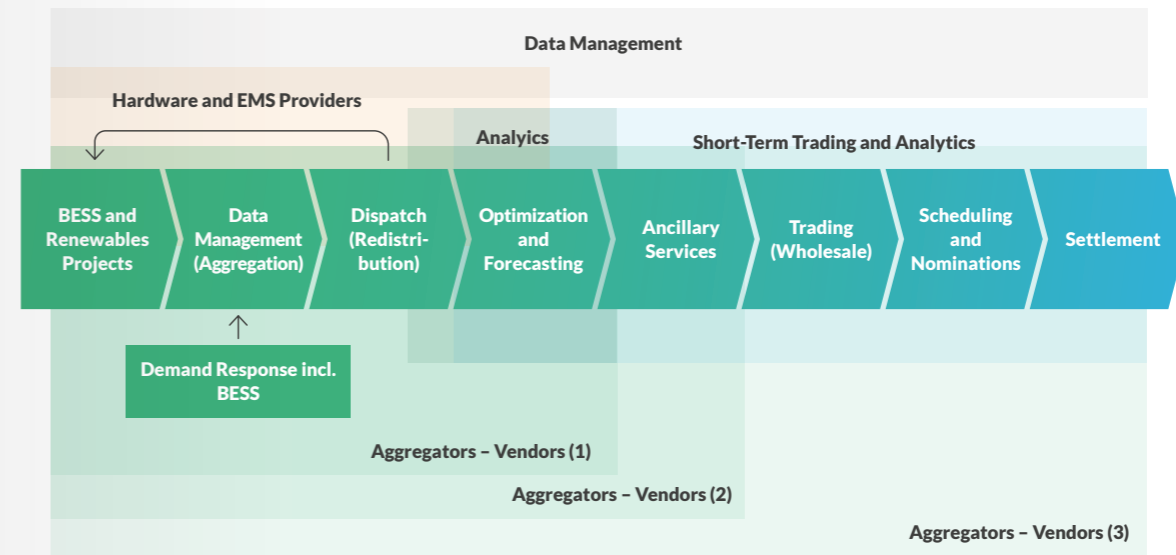 Data Management
Hardware and EMS Providers
Analyics
Short-Term Trading and Analytics
BESS and
Renewables
Projects
Data
Management
(Aggregation)
Dispatch
(Redistri-
bution)
Optimization
and
Forecasting
Ancillary
Services
Trading
(Wholesale)
Scheduling
and
Nominations
Settlement
Demand Response incl.
BESS
Aggregators – Vendors (1)
Aggregators – Vendors (2)
Aggregators – Vendors (3)